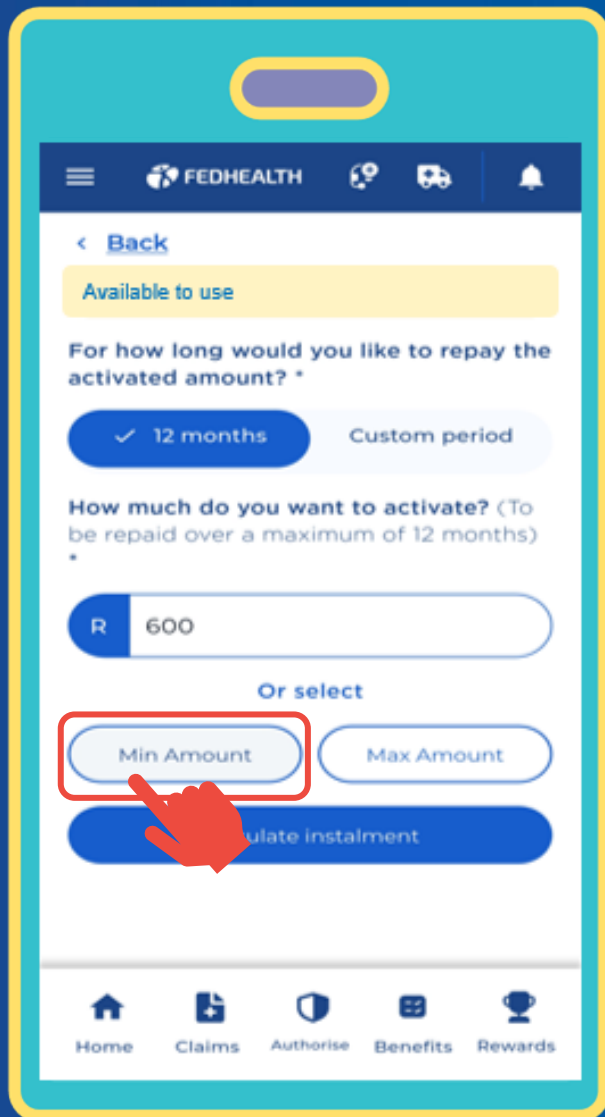 FEDHEALTH
< Back
Available to use
For how long would you like to repay the
activated amount? *
✓ 12 months Custom period
How much do you want to activate? (To
be repaid over a maximum of 12 months)
*
R 600
Or select
Min Amount Max Amount
ulate instalment
Home Claims Authorise Benefits Rewards